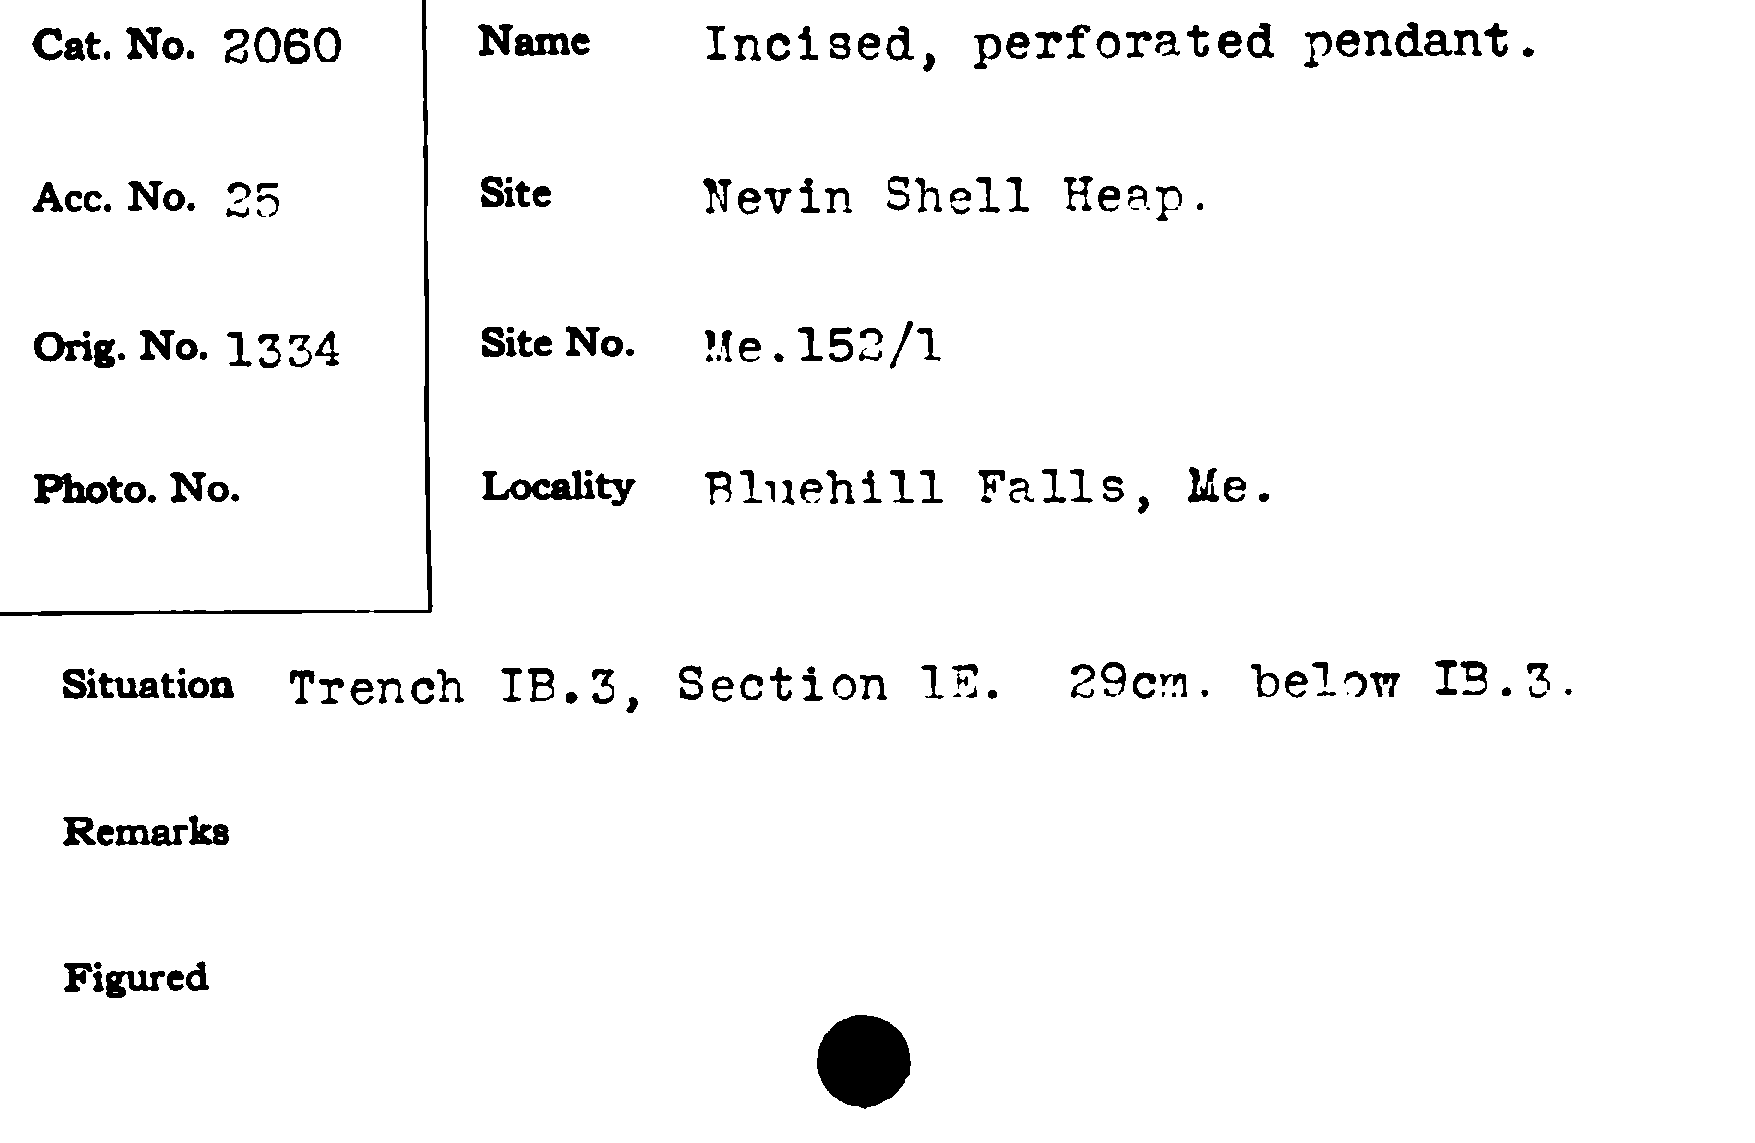 Cat. No. 2060
Name Incised, perforated pendant.
Acc. No. 25
Site Nevin Shell Heap.
Orig. No. 1334
Site No. Me.152/1
Photo. No.
Locality Bluehill Falls, Me.
Situation Trench IB.3, Section 1E. 29cm. below IB.3.
Remarks
Figured